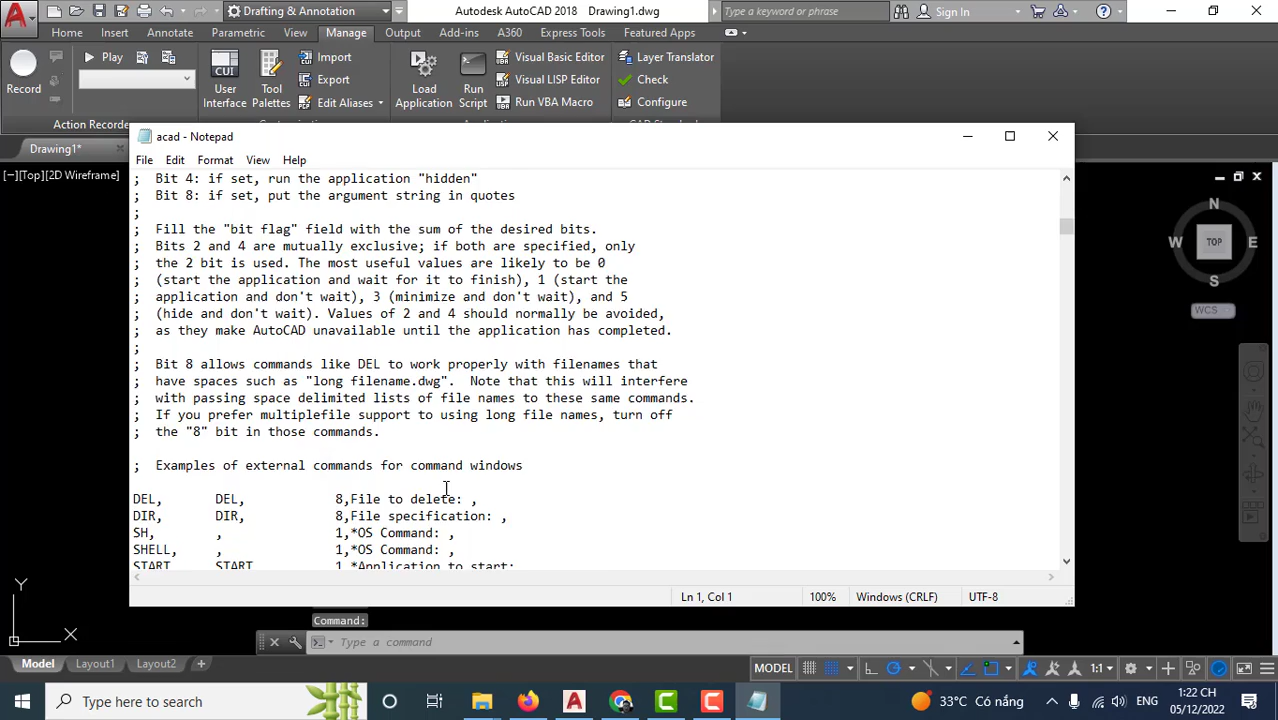 Drafting & Annotation
Autodesk AutoCAD 2018 Drawing1.dwg
Type a keyword or phrase
Sign In
Home Insert Annotate Parametric View Manage Output Add-ins A360 Express Tools Featured Apps
Record
Play
Action Recorder
CUI
User Interface
Tool Palettes
Import
Export
Edit Aliases
Load Application
Run Script
Visual Basic Editor
Visual LISP Editor
Run VBA Macro
Layer Translator
Check
Configure
Drawing1*
[−][Top][2D Wireframe]
acad - Notepad
File Edit Format View Help
;  Bit 4: if set, run the application "hidden"
;  Bit 8: if set, put the argument string in quotes
;
;  Fill the "bit flag" field with the sum of the desired bits.
;  Bits 2 and 4 are mutually exclusive; if both are specified, only
;  the 2 bit is used. The most useful values are likely to be 0
;  (start the application and wait for it to finish), 1 (start the
;  application and don't wait), 3 (minimize and don't wait), and 5
;  (hide and don't wait). Values of 2 and 4 should normally be avoided,
;  as they make AutoCAD unavailable until the application has completed.
;
;  Bit 8 allows commands like DEL to work properly with filenames that
;  have spaces such as "long filename.dwg".  Note that this will interfere
;  with passing space delimited lists of file names to these same commands.
;  If you prefer multiplefile support to using long file names, turn off
;  the "8" bit in those commands.
;  Examples of external commands for command windows
DEL,       DEL,            8,File to delete: ,
DIR,       DIR,            8,File specification: ,
SH,        ,               1,*OS Command: ,
SHELL,     ,               1,*OS Command: ,
START      START           1 *Application to start:
Ln 1, Col 1 100% Windows (CRLF) UTF-8
N
W TOP E
S
WCS
Y
X
Command:
Type a command
Model Layout1 Layout2 +
MODEL 1:1
Type here to search
33°C Có nắng
ENG
1:22 CH
05/12/2022